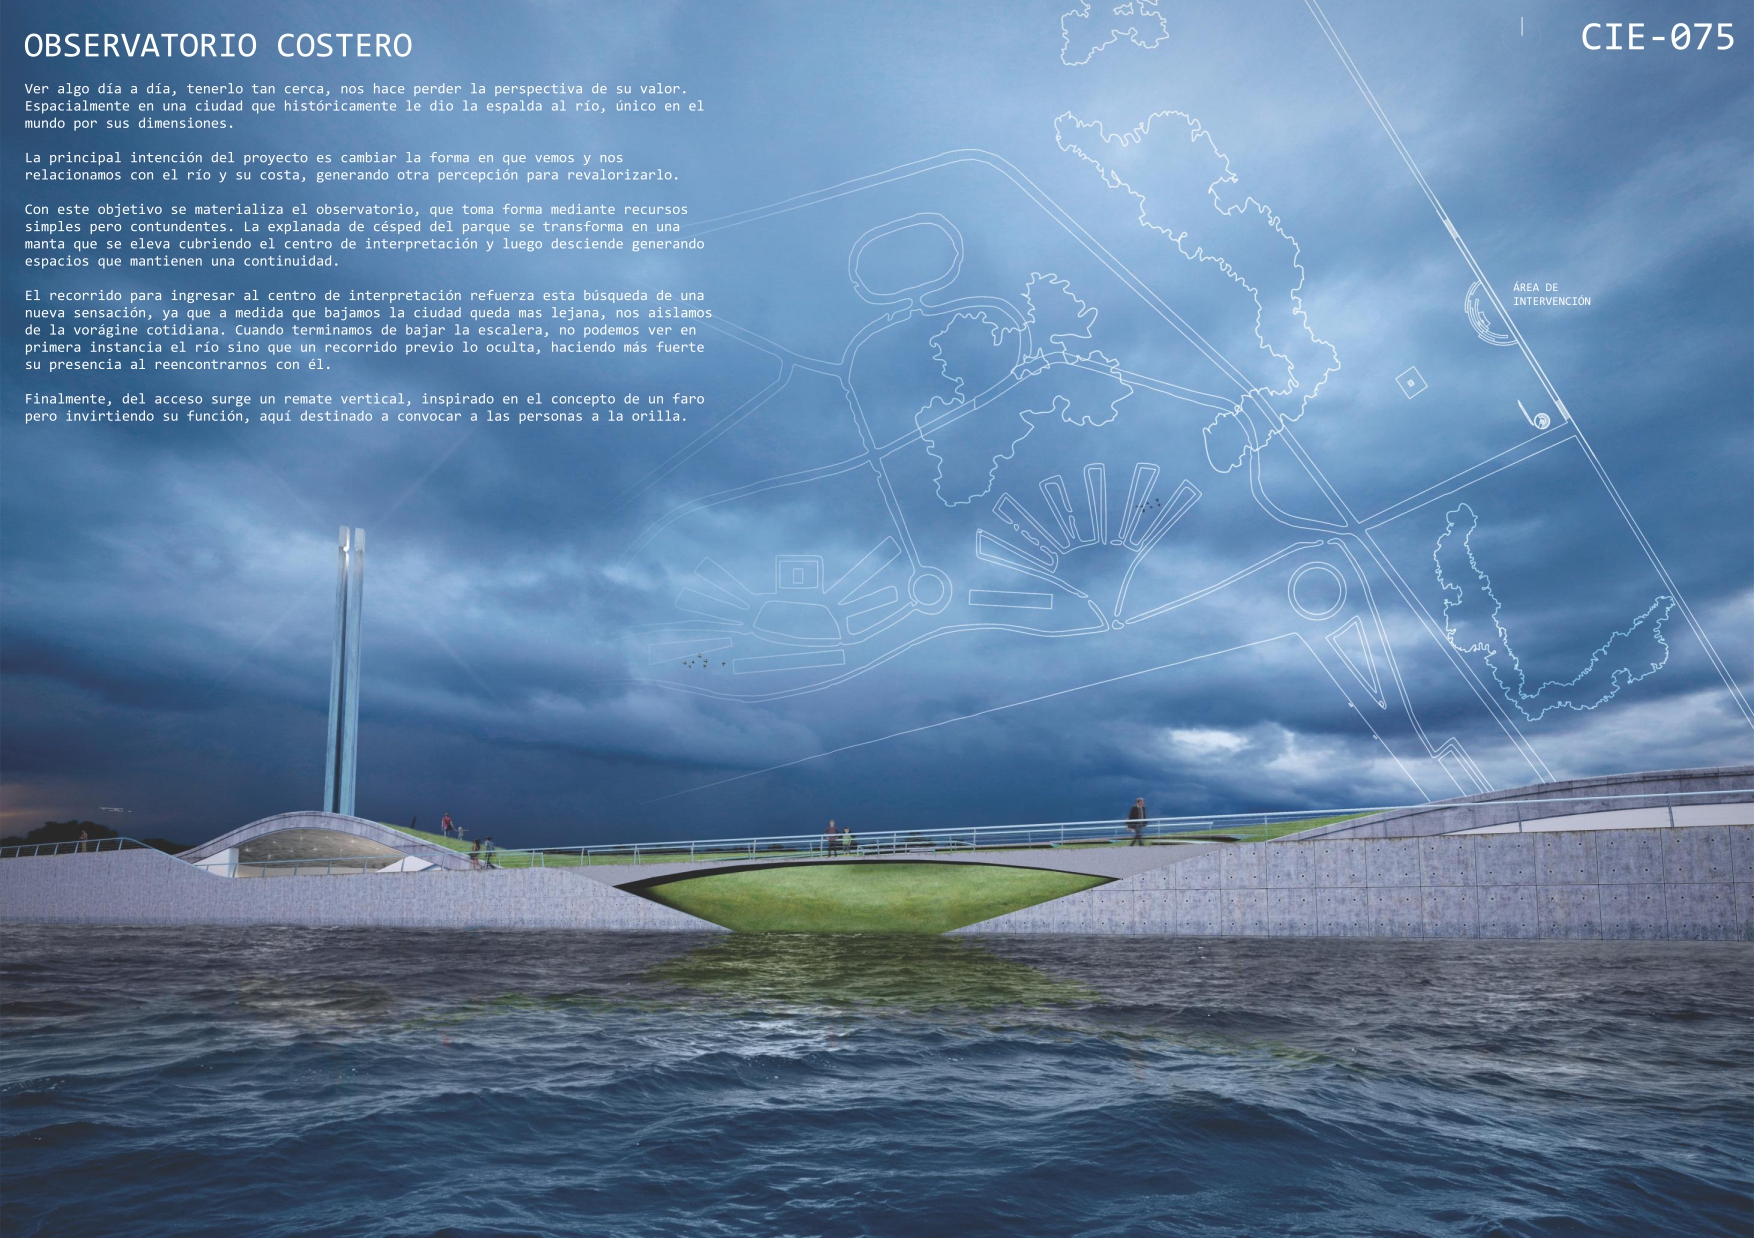 OBSERVATORIO COSTERO
CIE-075
Ver algo día a día, tenerlo tan cerca, nos hace perder la perspectiva de su valor.
Espacialmente en una ciudad que históricamente le dio la espalda al río, único en el
mundo por sus dimensiones.
La principal intención del proyecto es cambiar la forma en que vemos y nos
relacionamos con el río y su costa, generando otra percepción para revalorizarlo.
Con este objetivo se materializa el observatorio, que toma forma mediante recursos
simples pero contundentes. La explanada de césped del parque se transforma en una
manta que se eleva cubriendo el centro de interpretación y luego desciende generando
espacios que mantienen una continuidad.
El recorrido para ingresar al centro de interpretación refuerza esta búsqueda de una
nueva sensación, ya que a medida que bajamos la ciudad queda mas lejana, nos aislamos
de la vorágine cotidiana. Cuando terminamos de bajar la escalera, no podemos ver en
primera instancia el río sino que un recorrido previo lo oculta, haciendo más fuerte
su presencia al reencontrarnos con él.
Finalmente, del acceso surge un remate vertical, inspirado en el concepto de un faro
pero invirtiendo su función, aquí destinado a convocar a las personas a la orilla.
ÁREA DE
INTERVENCIÓN